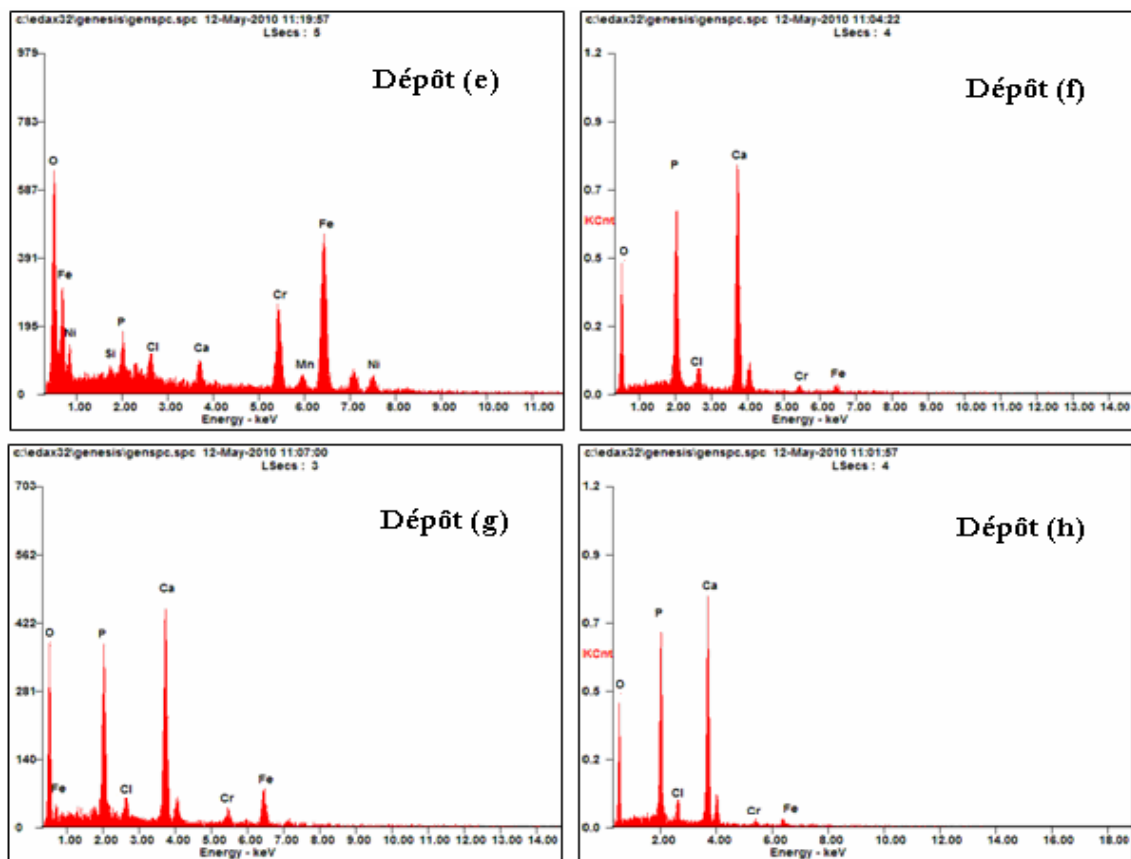 c:\edax32\genesis\genspc.spc 12-May-2010 11:19:57
LSecs : 5
Dépôt (e)
979
783
587
391
195
0
O
Fe
Ni
Si
P
Cl
Ca
Cr
Mn
Fe
Ni
1.00 2.00 3.00 4.00 5.00 6.00 7.00 8.00 9.00 10.00 11.00
Energy - keV
c:\edax32\genesis\genspc.spc 12-May-2010 11:04:22
LSecs : 4
Dépôt (f)
1.2
0.9
0.7
KCnt
0.5
0.2
0.0
O
P
Cl
Ca
Cr
Fe
1.00 2.00 3.00 4.00 5.00 6.00 7.00 8.00 9.00 10.00 11.00 12.00 13.00 14.00
Energy - keV
c:\edax32\genesis\genspc.spc 12-May-2010 11:07:00
LSecs : 3
Dépôt (g)
703
562
422
281
140
0
O
Fe
P
Cl
Ca
Cr
Fe
1.00 2.00 3.00 4.00 5.00 6.00 7.00 8.00 9.00 10.00 11.00 12.00 13.00 14.00
Energy - keV
c:\edax32\genesis\genspc.spc 12-May-2010 11:01:57
LSecs : 4
Dépôt (h)
1.2
0.9
0.7
KCnt
0.5
0.2
0.0
O
P
Cl
Ca
Cr
Fe
2.00 4.00 6.00 8.00 10.00 12.00 14.00 16.00 18.00
Energy - keV